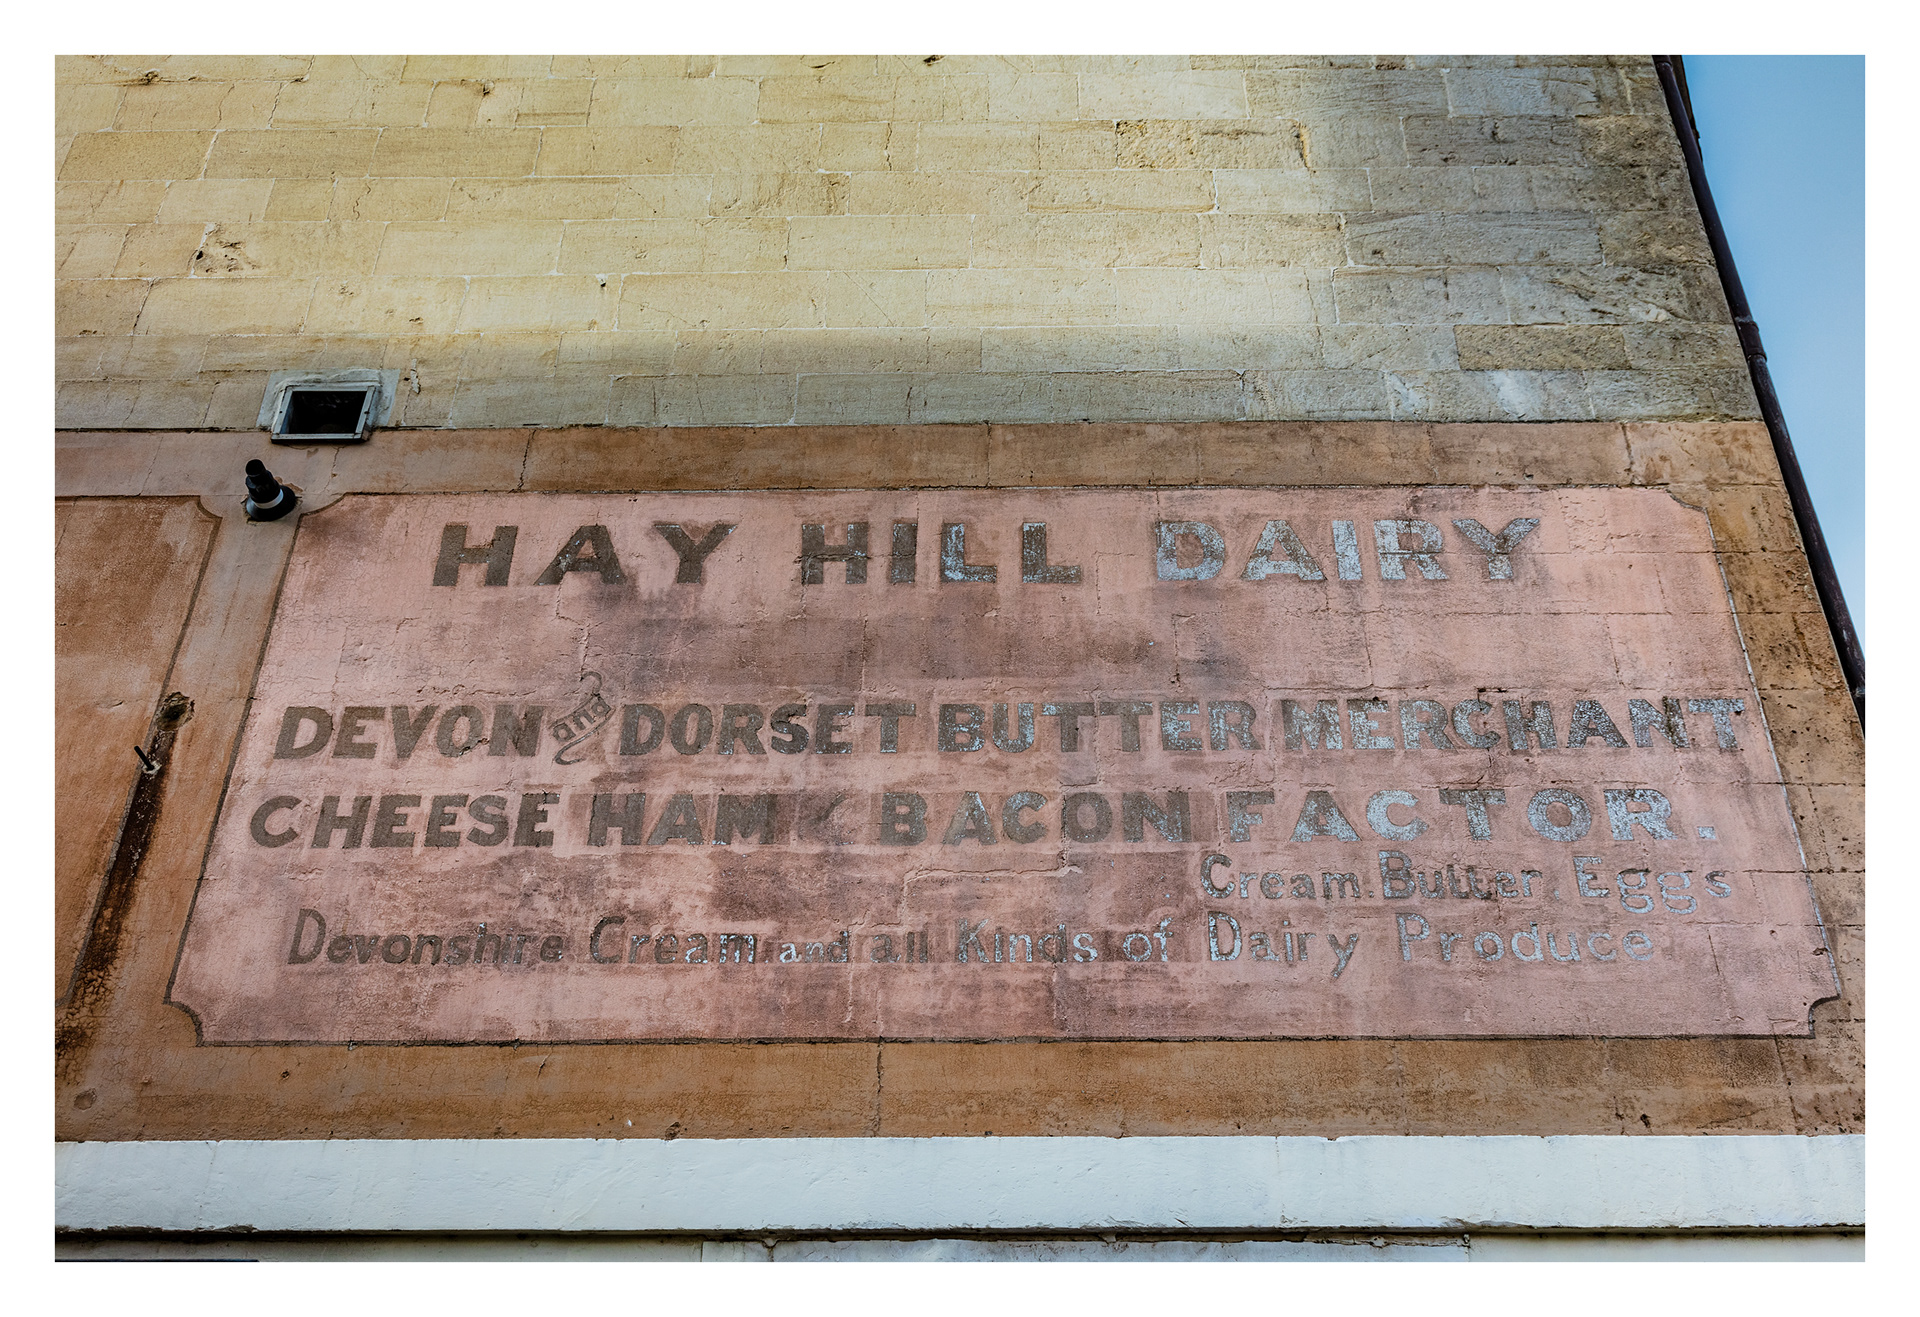 HAY HILL DAIRY
DEVON and DORSET BUTTER MERCHANT
CHEESE HAM & BACON FACTOR.
Cream. Butter. Eggs
Devonshire Cream and all Kinds of Dairy Produce